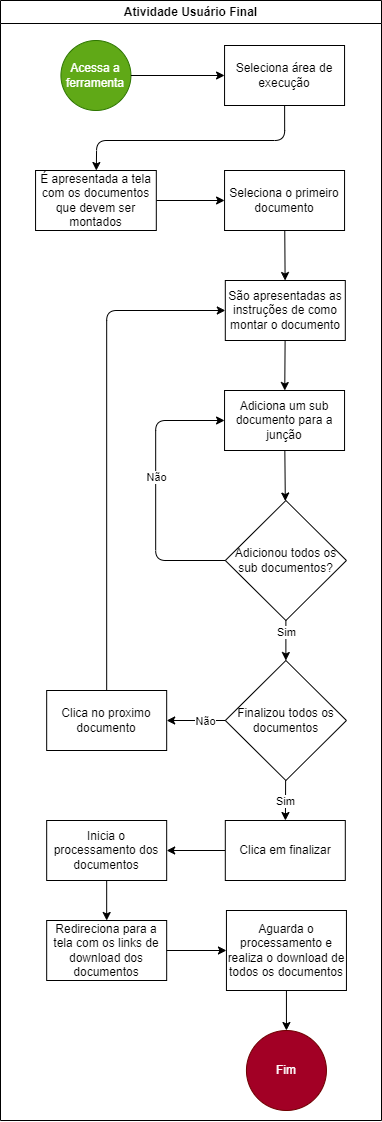 Atividade Usuário Final
Acessa a
ferramenta
Seleciona área de
execução
É apresentada a tela
com os documentos
que devem ser
montados
Seleciona o primeiro
documento
São apresentadas as
instruções de como
montar o documento
Adiciona um sub
documento para a
junção
Não
Adicionou todos os
sub documentos?
Sim
Finalizou todos os
documentos
Não
Clica no proximo
documento
Sim
Clica em finalizar
Inicia o
processamento dos
documentos
Redireciona para a
tela com os links de
download dos
documentos
Aguarda o
processamento e
realiza o download de
todos os documentos
Fim